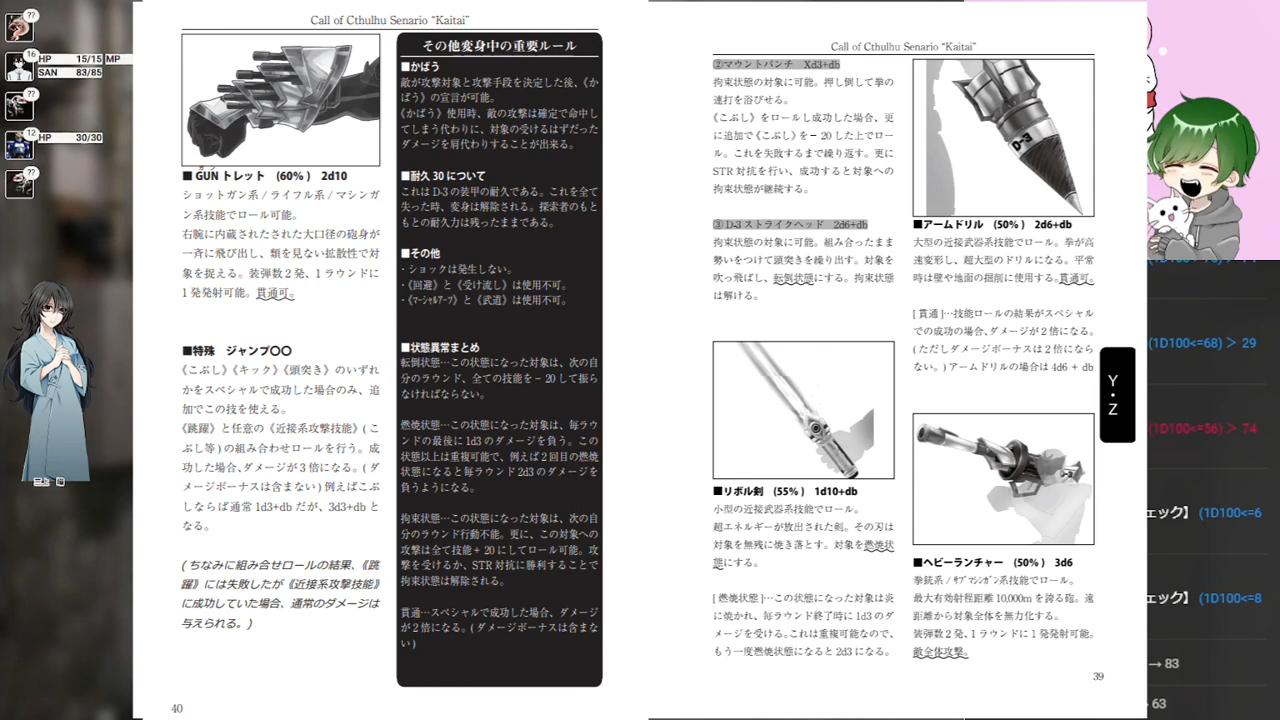 ??
16
HP 15/15 MP
SAN 83/85
??
12
HP 30/30
??
Call of Cthulhu Senario “Kaitai”
ガン
■ GUN トレット (60%) 2d10
ショットガン系 / ライフル系 / マシンガ
ン系技能でロール可能。
右腕に内蔵されたされた大口径の砲身が
一斉に飛び出し、類を見ない拡散性で対
象を捉える。装弾数 2 発、1 ラウンドに
1 発発射可能。貫通可。
■特殊 ジャンプ〇〇
《こぶし》《キック》《頭突き》のいずれ
かをスペシャルで成功した場合のみ、追
加でこの技を使える。
《跳躍》と任意の《近接系攻撃技能》( こ
ぶし等 ) の組み合わせロールを行う。成
功した場合、ダメージが 3 倍になる。( ダ
メージボーナスは含まない ) 例えばこぶ
しならば通常 1d3+db だが、3d3+db と
なる。
( ちなみに組み合せロールの結果、《跳
躍》には失敗したが《近接系攻撃技能》
に成功していた場合、通常のダメージは
与えられる。)
40
その他変身中の重要ルール
■かばう
敵が攻撃対象と攻撃手段を決定した後、《か
ばう》の宣言が可能。
《かばう》使用時、敵の攻撃は確定で命中し
てしまう代わりに、対象の受けるはずだった
ダメージを肩代わりすることが出来る。
■耐久 30 について
これは D-3 の装甲の耐久である。これを全て
失った時、変身は解除される。探索者のもと
もとの耐久力は残ったままである。
■その他
・ショックは発生しない。
・《回避》と《受け流し》は使用不可。
・《マーシャルアーツ》と《武道》は使用不可。
■状態異常まとめ
転倒状態…この状態になった対象は、次の自
分のラウンド、全ての技能を－ 20 して振ら
なければならない。
燃焼状態…この状態になった対象は、毎ラウ
ンドの最後に 1d3 のダメージを負う。この
状態以上は重複可能で、例えば 2 回目の燃焼
状態になると毎ラウンド 2d3 のダメージを
負うようになる。
拘束状態…この状態になった対象は、次の自
分のラウンド行動不能。更に、この対象への
攻撃は全て技能＋ 20 にしてロール可能。攻
撃を受けるか、STR 対抗に勝利することで
拘束状態は解除される。
貫通…スペシャルで成功した場合、ダメージ
が 2 倍になる。( ダメージボーナスは含まな
い )
Call of Cthulhu Senario “Kaitai”
②マウントパンチ Xd3+db
拘束状態の対象に可能。押し倒して拳の
連打を浴びせる。
《こぶし》をロールし成功した場合、更
に追加で《こぶし》を－ 20 した上でロー
ル。これを失敗するまで繰り返す。更に
STR 対抗を行い、成功すると対象への
拘束状態が継続する。
③ D-3 ストライクヘッド 2d6+db
拘束状態の対象に可能。組み合ったまま
勢いをつけて頭突きを繰り出す。対象を
吹っ飛ばし、転倒状態にする。拘束状態
は解ける。
■リボル剣 (55%) 1d10+db
小型の近接武器系技能でロール。
超エネルギーが放出された剣。その刃は
対象を無残に焼き落とす。対象を燃焼状
態にする。
[ 燃焼状態 ]…この状態になった対象は炎
に焼かれ、毎ラウンド終了時に 1d3 のダ
メージを受ける。これは重複可能なので、
もう一度燃焼状態になると 2d3 になる。
D-3
■アームドリル (50%) 2d6+db
大型の近接武器系技能でロール。拳が高
速変形し、超大型のドリルになる。平常
時は壁や地面の掘削に使用する。貫通可。
[ 貫通 ]…技能ロールの結果がスペシャル
での成功の場合、ダメージが 2 倍になる。
( ただしダメージボーナスは 2 倍になら
ない。) アームドリルの場合は 4d6 ＋ db
■ヘビーランチャー (50%) 3d6
拳銃系 / サブマシンガン系技能でロール。
最大有効射程距離 10,000m を誇る砲。遠
距離から対象全体を無力化する。
装弾数 2 発、1 ラウンドに 1 発発射可能。
敵全体攻撃。
39
Y・Z
(1D100<=68) > 29
(1D100<=56) > 74
ェック】 (1D100<=6
ェック】 (1D100<=8
→ 83
63